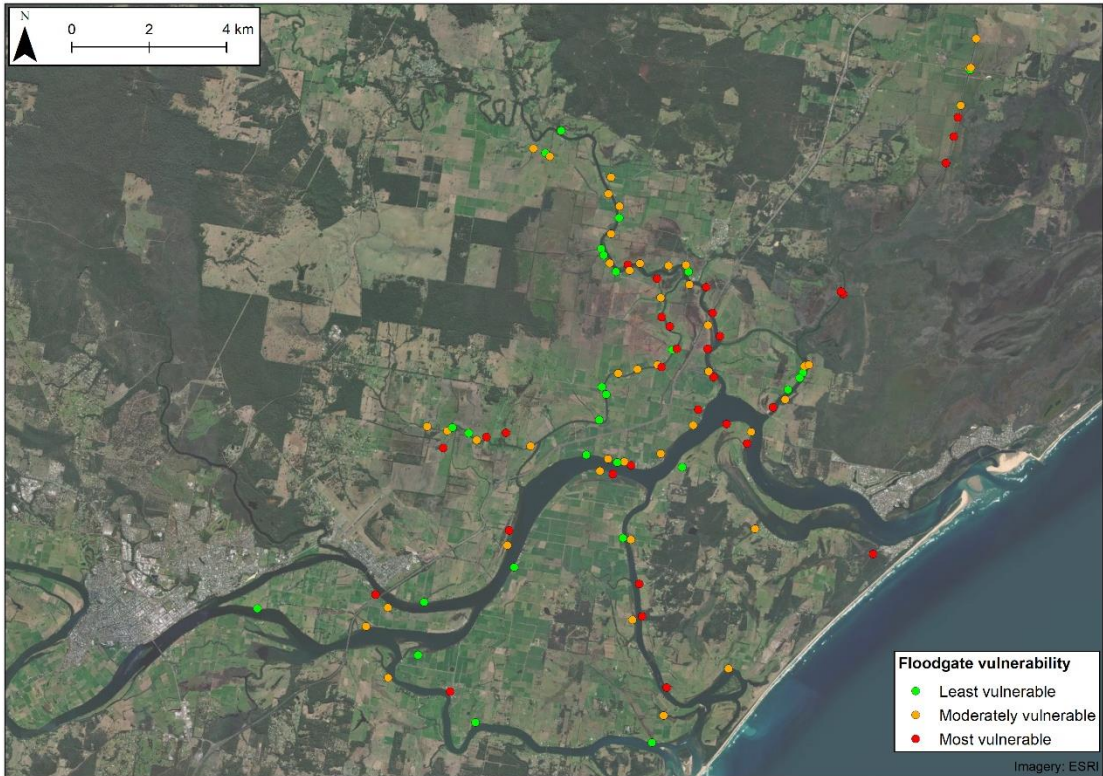 N
0 2 4 km
Floodgate vulnerability
Least vulnerable
Moderately vulnerable
Most vulnerable
Imagery: ESRI